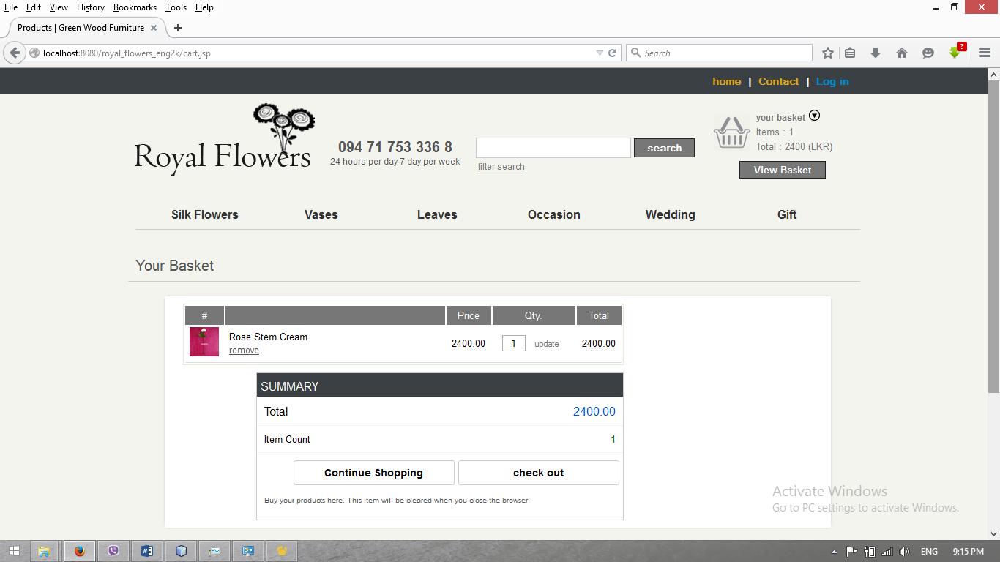 File Edit View History Bookmarks Tools Help
Products | Green Wood Furniture
localhost:8080/royal_flowers_eng2k/cart.jsp
Search
?
home | Contact | Log in
Royal Flowers
094 71 753 336 8
24 hours per day 7 day per week
search
filter search
your basket
Items : 1
Total : 2400 (LKR)
View Basket
Silk Flowers Vases Leaves Occasion Wedding Gift
Your Basket
# Price Qty. Total
Rose Stem Cream 2400.00 1 update 2400.00
remove
SUMMARY
Total 2400.00
Item Count 1
Continue Shopping check out
Buy your products here. This item will be cleared when you close the browser
Activate Windows
Go to PC settings to activate Windows.
ENG 9:15 PM